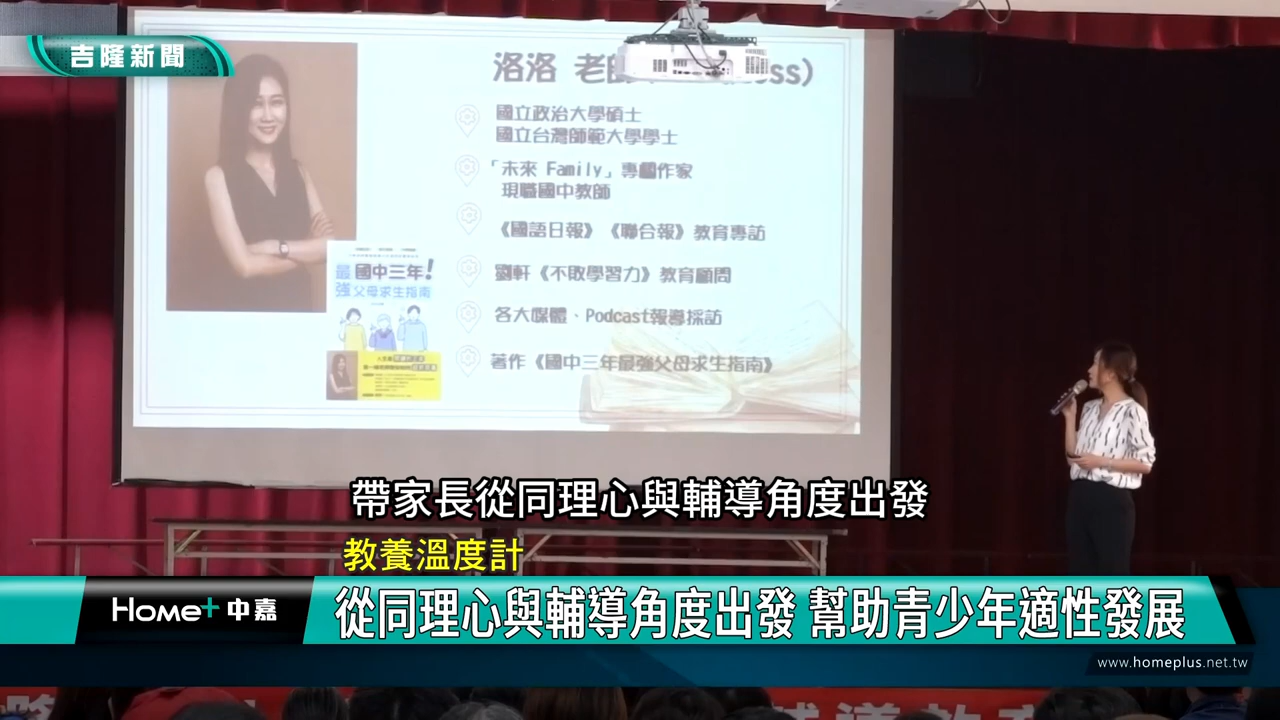 吉隆新聞
洛洛 老
國立政治大學碩士
國立台灣師範大學學士
「未來 Family」專欄作家
現職國中教師
《國語日報》《聯合報》教育專訪
劉軒《不敗學習力》教育顧問
各大媒體、Podcast報導採訪
著作《國中三年最強父母求生指南》
國中三年!
最強父母求生指南
帶家長從同理心與輔導角度出發
教養溫度計
Home+中嘉
從同理心與輔導角度出發 幫助青少年適性發展
www.homeplus.net.tw